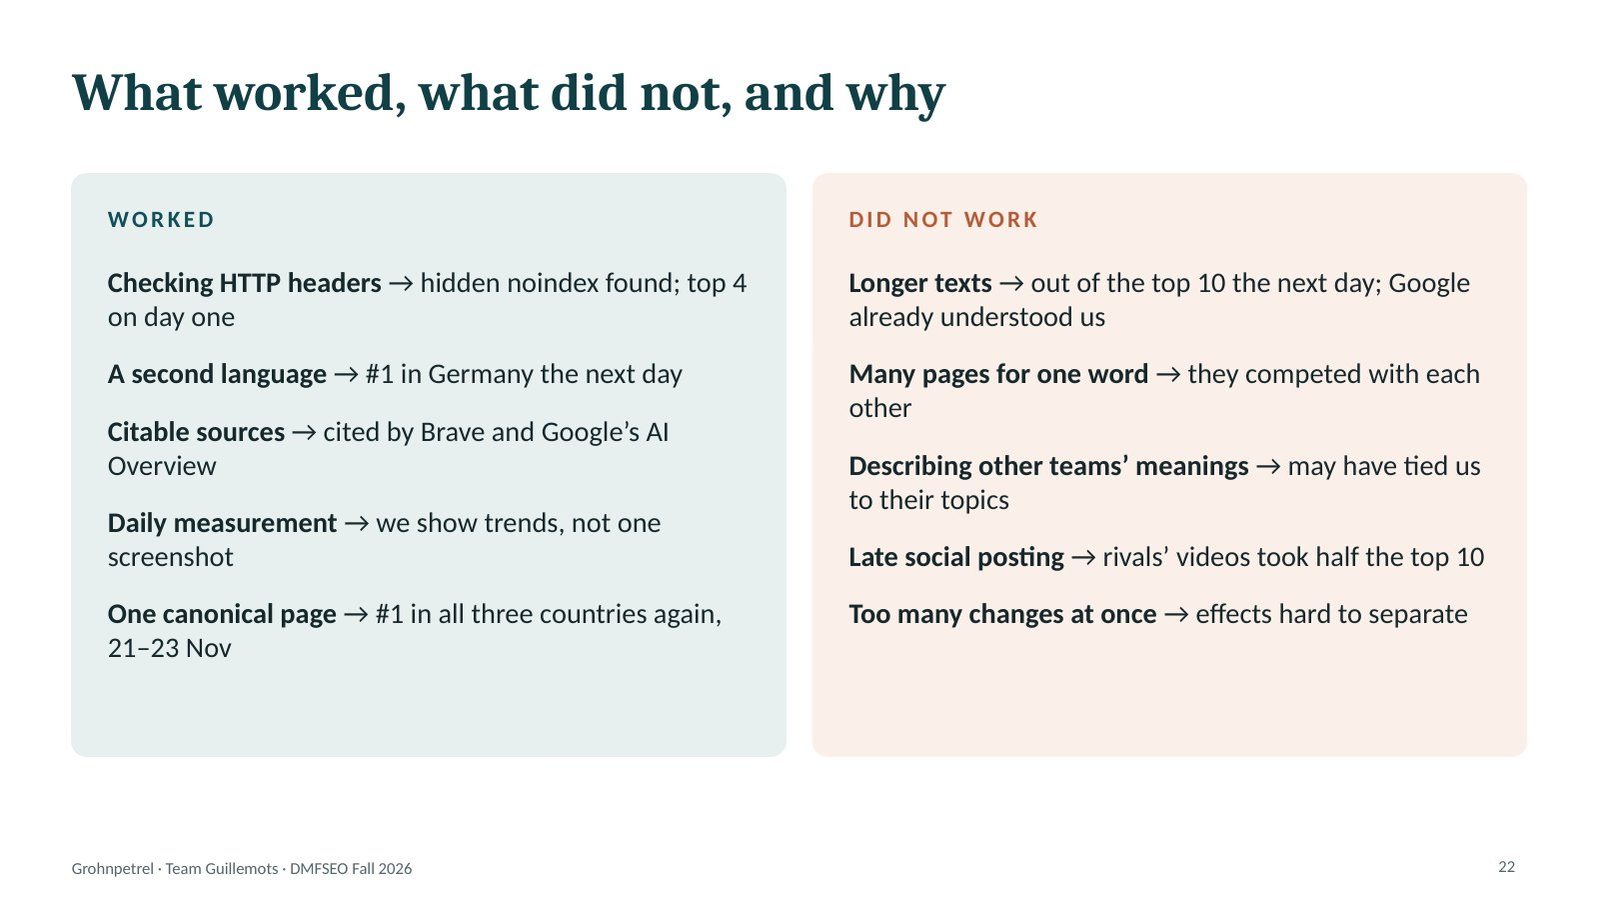 What worked, what did not, and why
WORKED
Checking HTTP headers → hidden noindex found; top 4
on day one
A second language → #1 in Germany the next day
Citable sources → cited by Brave and Google’s AI
Overview
Daily measurement → we show trends, not one
screenshot
One canonical page → #1 in all three countries again,
21–23 Nov
DID NOT WORK
Longer texts → out of the top 10 the next day; Google
already understood us
Many pages for one word → they competed with each
other
Describing other teams’ meanings → may have tied us
to their topics
Late social posting → rivals’ videos took half the top 10
Too many changes at once → effects hard to separate
Grohnpetrel · Team Guillemots · DMFSEO Fall 2026
22